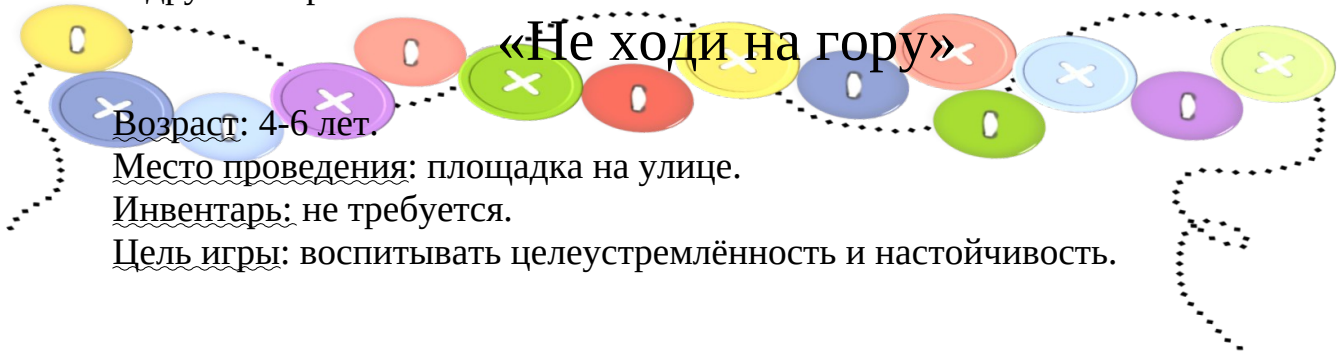 «Не ходи на гору»
Возраст: 4-6 лет.
Место проведения: площадка на улице.
Инвентарь: не требуется.
Цель игры: воспитывать целеустремлённость и настойчивость.